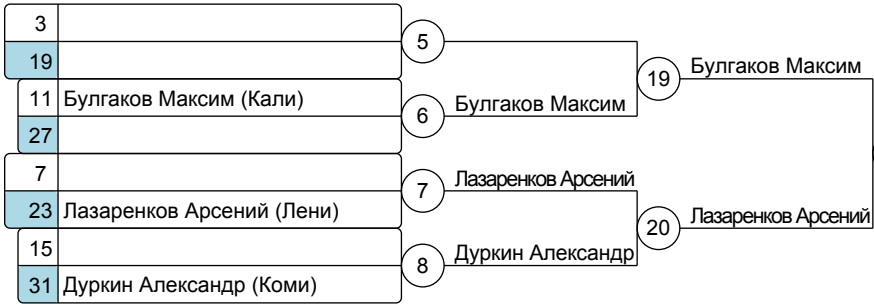 3
19
5
11 Булгаков Максим (Кали)
27
6
Булгаков Максим
19
Булгаков Максим
7
23 Лазаренков Арсений (Лени)
7
Лазаренков Арсений
15
31 Дуркин Александр (Коми)
8
Дуркин Александр
20
Лазаренков Арсений